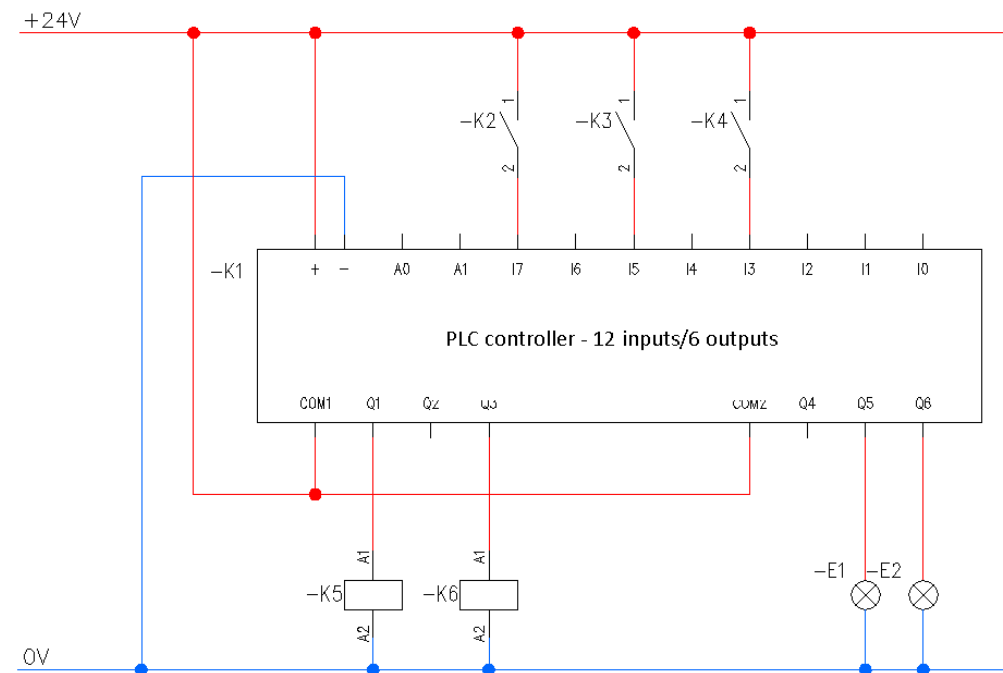 +24V
1 1 1
-K2 -K3 -K4
2 2 2
-K1
+ - A0 A1 I7 I6 I5 I4 I3 I2 I1 I0
PLC controller - 12 inputs/6 outputs
COM1 Q1 Q2 Q3 COM2 Q4 Q5 Q6
A1 A1
-E1 -E2
-K5 -K6
A2 A2
0V